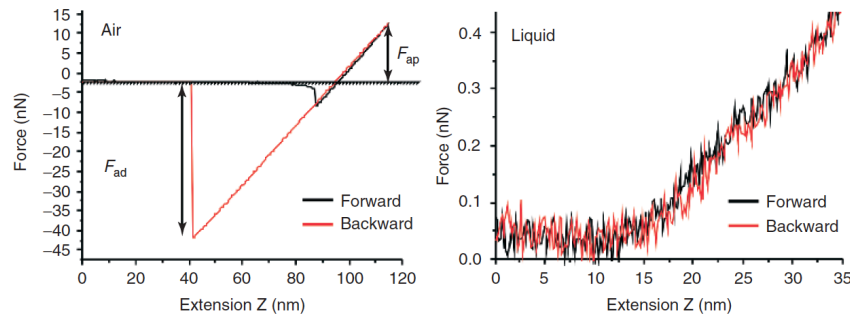 Air
Force (nN)
15
10
5
0
−5
−10
−15
20
−25
−30
−35
−40
−45
F_ap
F_ad
Forward
Backward
0
20
40
60
80
100
120
Extension Z (nm)
Liquid
Force (nN)
0.4
0.3
0.2
0.1
0.0
Forward
Backward
0
5
10
15
20
25
30
35
Extension Z (nm)